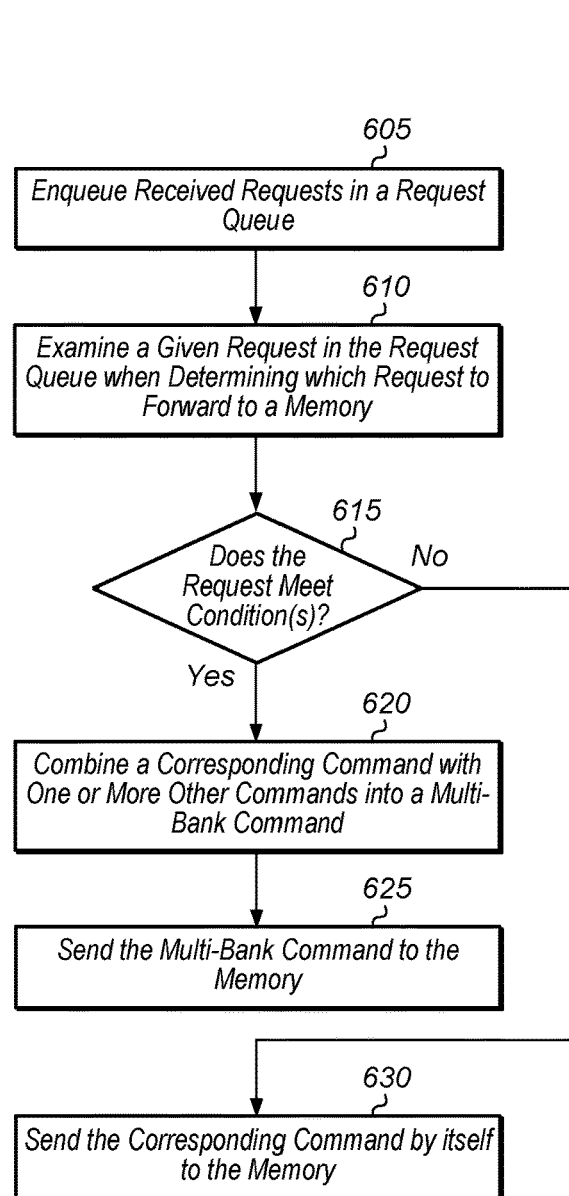 605
Enqueue Received Requests in a Request
Queue
610
Examine a Given Request in the Request
Queue when Determining which Request to
Forward to a Memory
615
Does the
Request Meet
Condition(s)?
No
Yes
620
Combine a Corresponding Command with
One or More Other Commands into a Multi-
Bank Command
625
Send the Multi-Bank Command to the
Memory
630
Send the Corresponding Command by itself
to the Memory